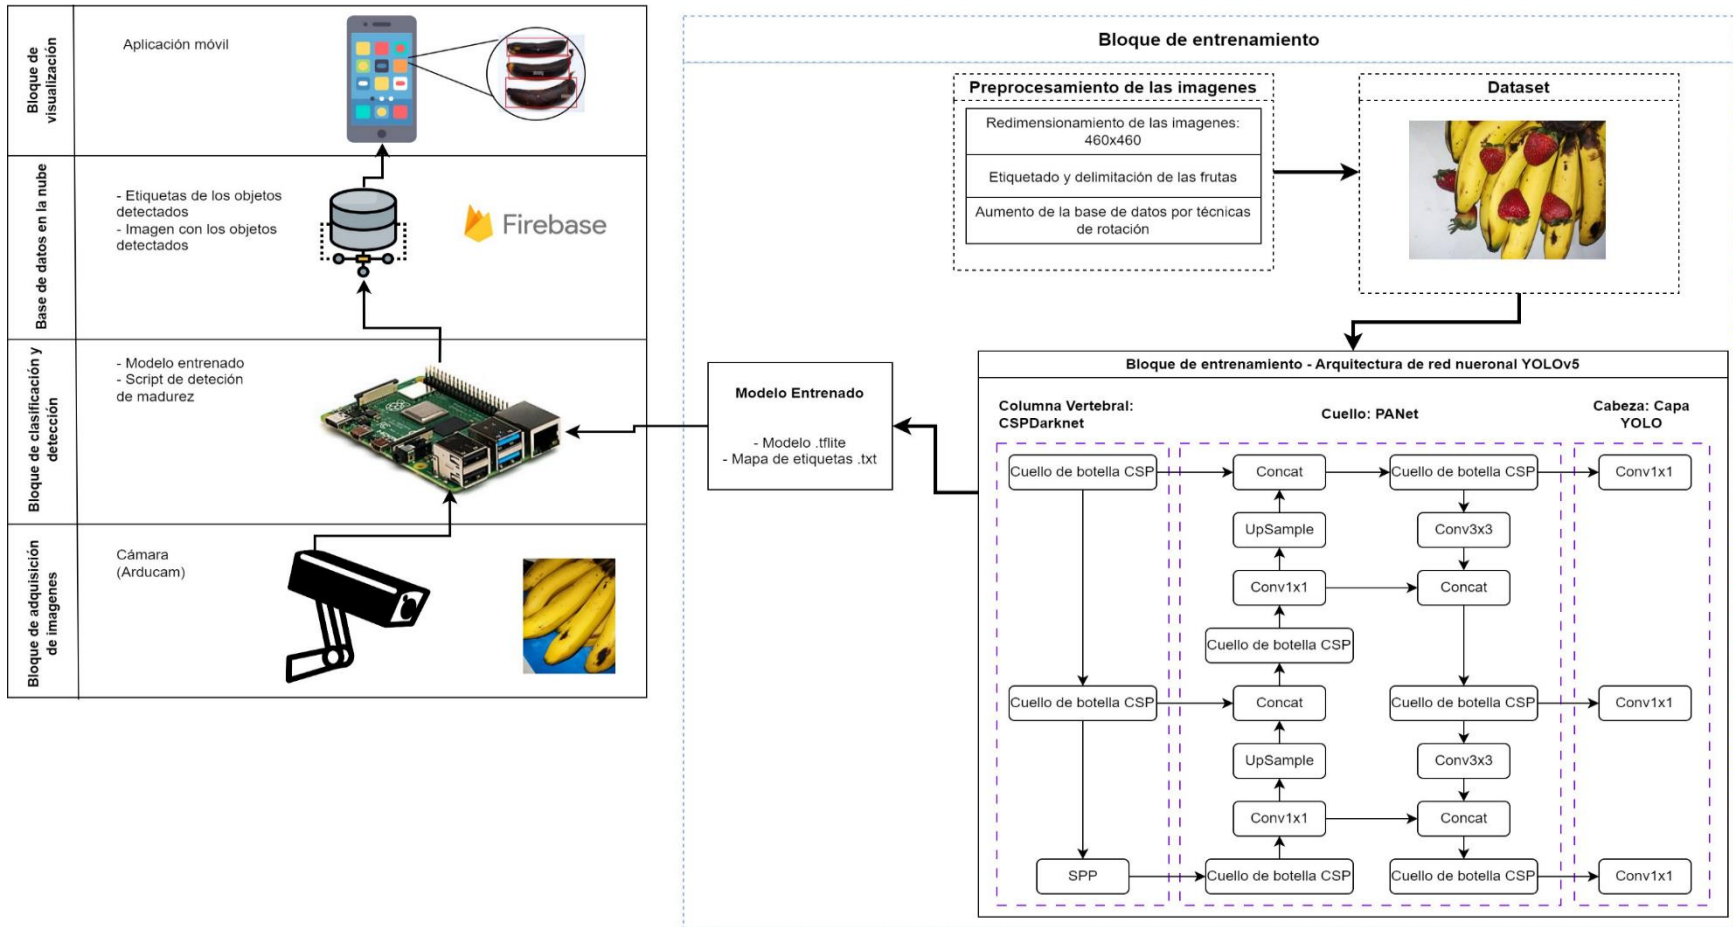 Bloque de
visualización
Aplicación móvil
Base datos en la nube
- Etiquetas de los objetos
detectados
- Imagen con los objetos
detectados
Firebase
Bloque de clasificación y
detección
- Modelo entrenado
- Script de deteción
de madurez
Bloque de adquisición
de imagenes
Cámara
(Arducam)
Bloque de entrenamiento
Preprocesamiento de las imagenes
Redimensionamiento de las imagenes:
460x460
Etiquetado y delimitación de las frutas
Aumento de la base de datos por técnicas
de rotación
Dataset
Modelo Entrenado
- Modelo .tflite
- Mapa de etiquetas .txt
Bloque de entrenamiento - Arquitectura de red nueronal YOLOv5
Columna Vertebral:
CSPDarknet
Cuello: PANet
Cabeza: Capa
YOLO
Cuello de botella CSP
Concat
Cuello de botella CSP
Conv1x1
UpSample
Conv3x3
Conv1x1
Concat
Cuello de botella CSP
Cuello de botella CSP
Concat
Cuello de botella CSP
Conv1x1
UpSample
Conv3x3
Conv1x1
Concat
SPP
Cuello de botella CSP
Cuello de botella CSP
Conv1x1